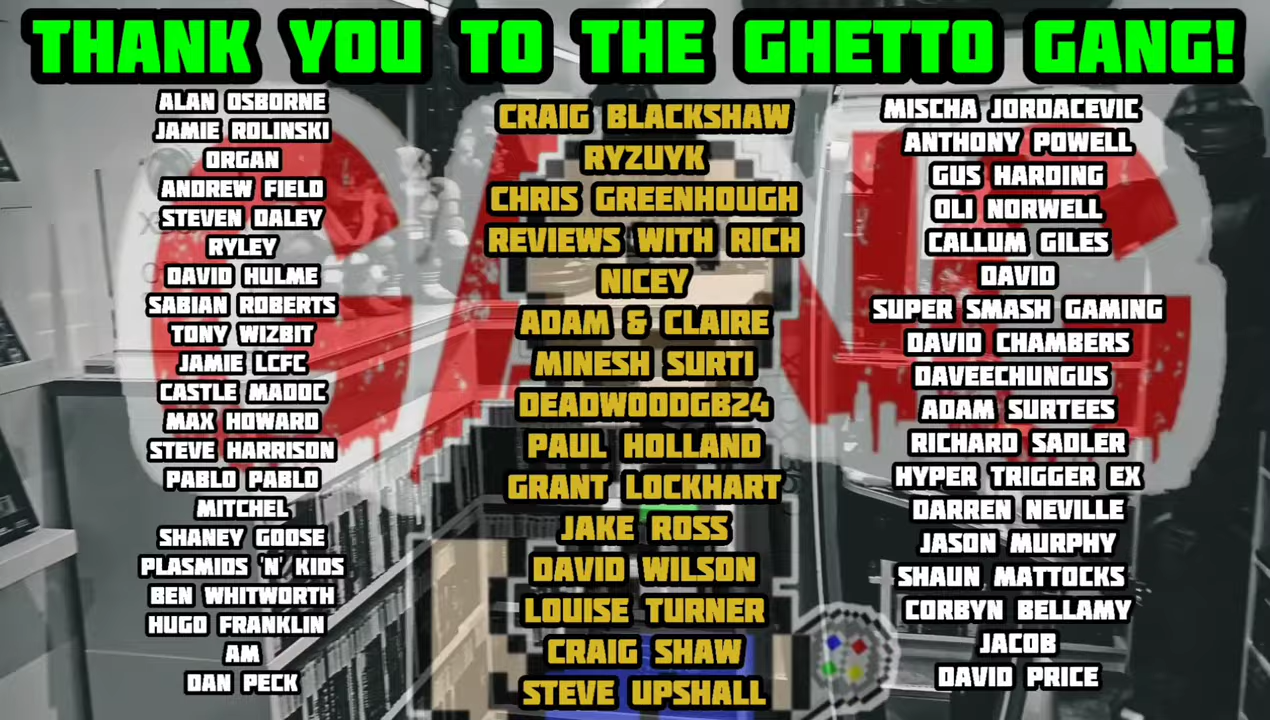 THANK YOU TO THE GHETTO GANG!
ALAN OSBORNE
JAMIE ROLINSKI
ORGAN
ANDREW FIELD
STEVEN DALEY
RYLEY
DAVID HULME
SABIAN ROBERTS
TONY WIZBIT
JAMIE LCFC
CASTLE MADOC
MAX HOWARD
STEVE HARRISON
PABLO PABLO
MITCHEL
SHANEY GOOSE
PLASMIDS 'N' KIDS
BEN WHITWORTH
HUGO FRANKLIN
AM
DAN PECK
CRAIG BLACKSHAW
RYZUYK
CHRIS GREENHOUGH
REVIEWS WITH RICH
NICEY
ADAM & CLAIRE
MINESH SURTI
DEADWOODGB24
PAUL HOLLAND
GRANT LOCKHART
JAKE ROSS
DAVID WILSON
LOUISE TURNER
CRAIG SHAW
STEVE UPSHALL
MISCHA JORDACEVIC
ANTHONY POWELL
GUS HARDING
OLI NORWELL
CALLUM GILES
DAVID
SUPER SMASH GAMING
DAVID CHAMBERS
DAVEECHUNGUS
ADAM SURTEES
RICHARD SADLER
HYPER TRIGGER EX
DARREN NEVILLE
JASON MURPHY
SHAUN MATTOCKS
CORBYN BELLAMY
JACOB
DAVID PRICE